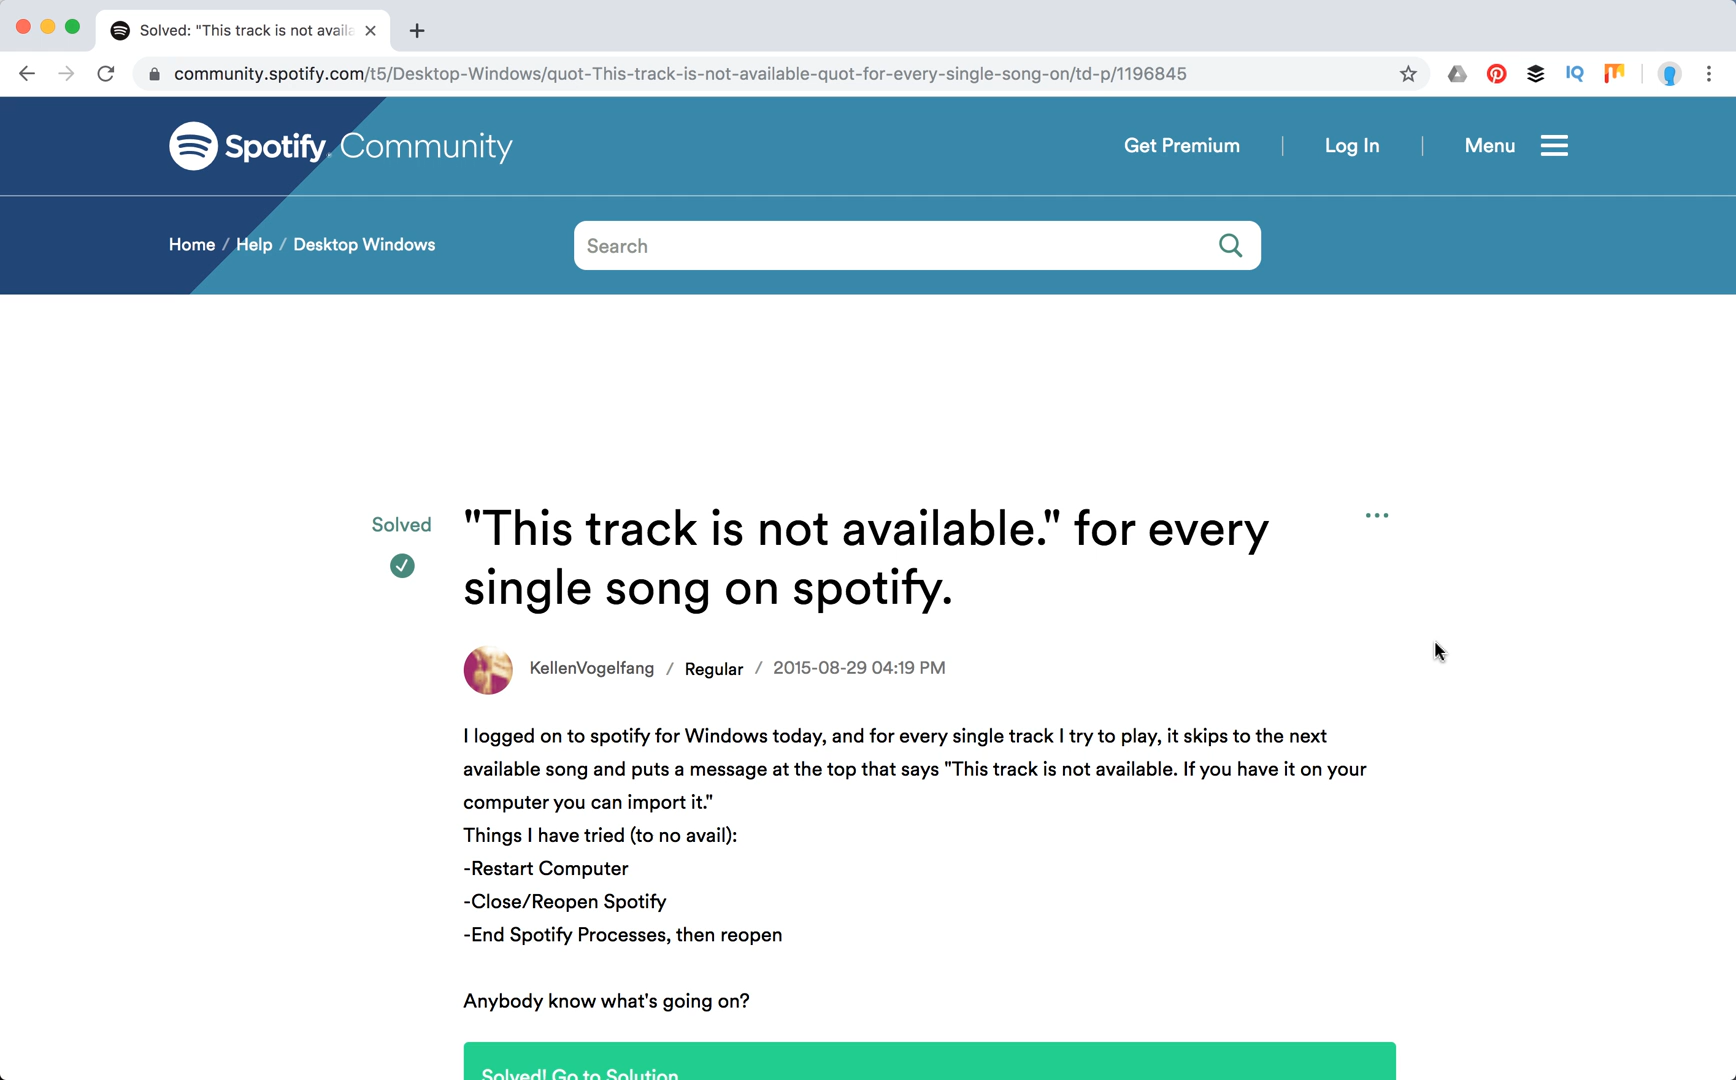 Solved: "This track is not availa
community.spotify.com/t5/Desktop-Windows/quot-This-track-is-not-available-quot-for-every-single-song-on/td-p/1196845
IQ
Spotify Community
Get Premium | Log In | Menu
Home / Help / Desktop Windows
Search
Solved
"This track is not available." for every
single song on spotify.
KellenVogelfang / Regular / 2015-08-29 04:19 PM
I logged on to spotify for Windows today, and for every single track I try to play, it skips to the next
available song and puts a message at the top that says "This track is not available. If you have it on your
computer you can import it."
Things I have tried (to no avail):
-Restart Computer
-Close/Reopen Spotify
-End Spotify Processes, then reopen
Anybody know what's going on?
Solved! Go to Solution